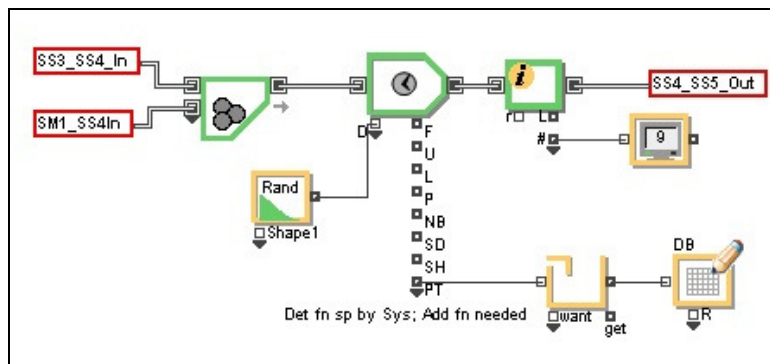 SS3_SS4_In
SM1_SS4In
SS4_SS5_Out
r L
#
9
D
F
U
L
P
NB
SD
SH
PT
Rand
Shape1
DB
want
get
R
Det fn sp by Sys; Add fn needed